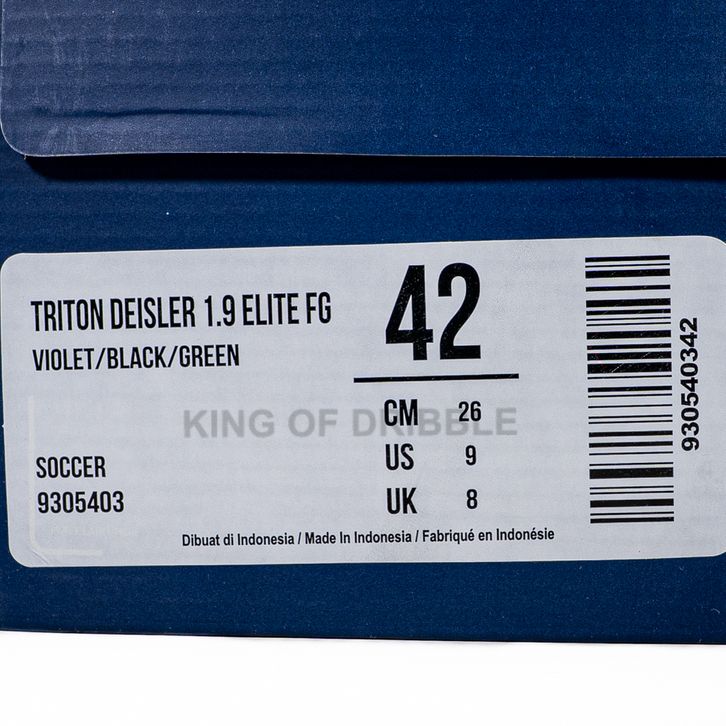 TRITON DEISLER 1.9 ELITE FG
VIOLET/BLACK/GREEN
42
KING OF DRIBBLE
CM 26
US 9
UK 8
SOCCER
9305403
Dibuat di Indonesia / Made In Indonesia / Fabriqué en Indonésie
930540342